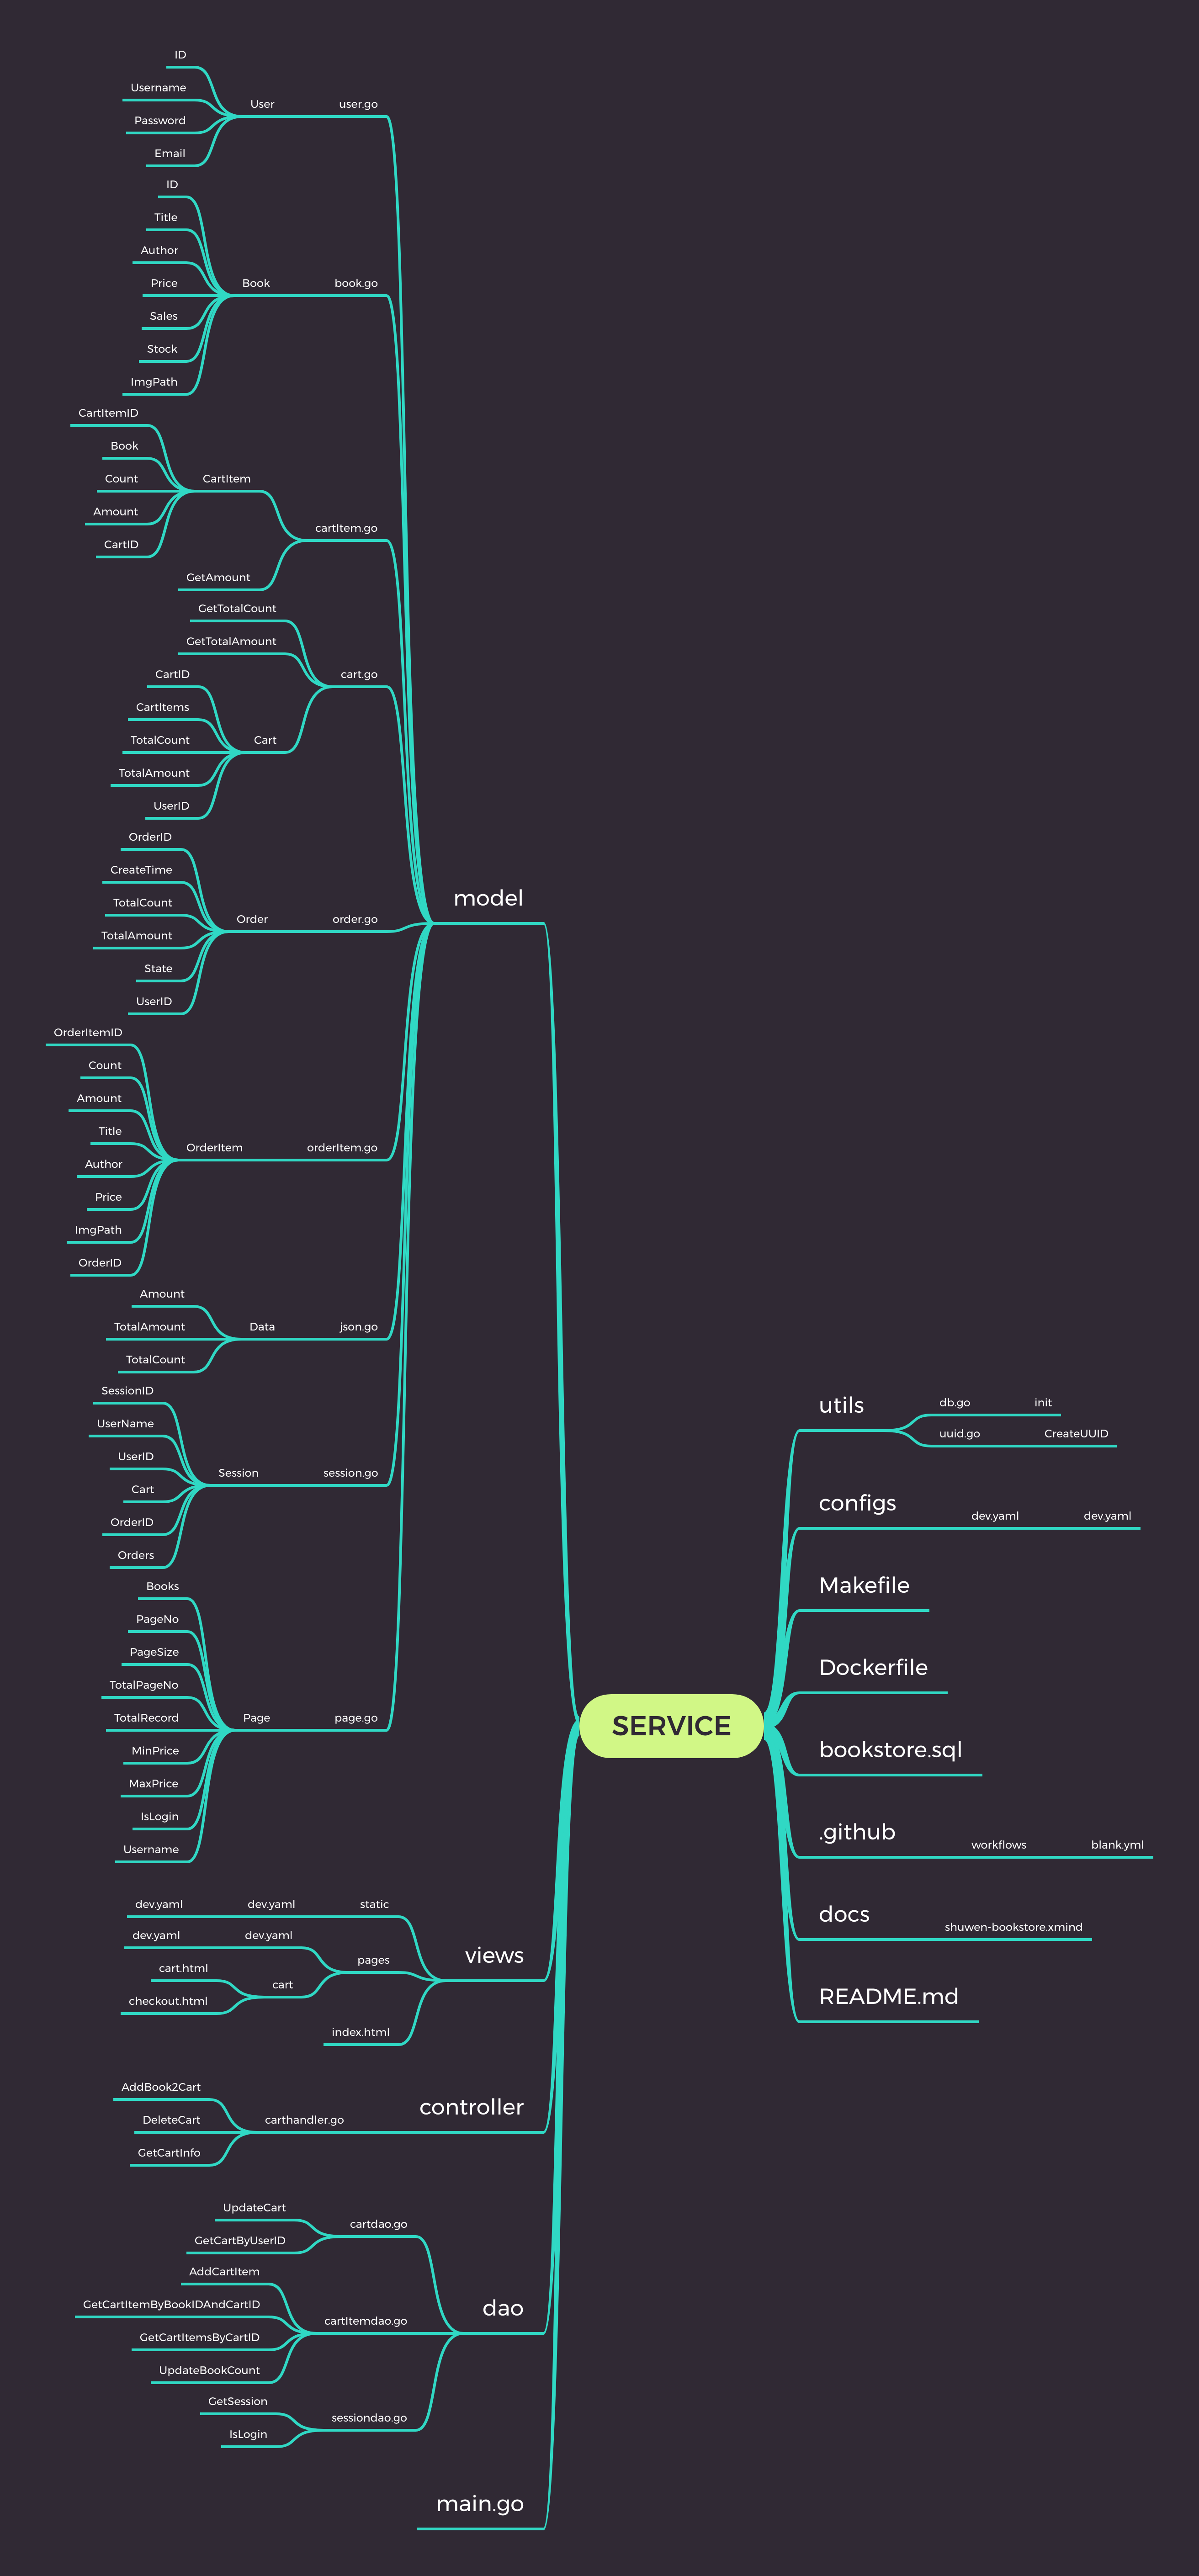 SERVICE
model
user.go
User
ID
Username
Password
Email
book.go
Book
ID
Title
Author
Price
Sales
Stock
ImgPath
cartItem.go
CartItem
CartItemID
Book
Count
Amount
CartID
GetAmount
cart.go
GetTotalCount
GetTotalAmount
Cart
CartID
CartItems
TotalCount
TotalAmount
UserID
order.go
Order
OrderID
CreateTime
TotalCount
TotalAmount
State
UserID
orderItem.go
OrderItem
OrderItemID
Count
Amount
Title
Author
Price
ImgPath
OrderID
json.go
Data
Amount
TotalAmount
TotalCount
session.go
Session
SessionID
UserName
UserID
Cart
OrderID
Orders
page.go
Page
Books
PageNo
PageSize
TotalPageNo
TotalRecord
MinPrice
MaxPrice
IsLogin
Username
views
static
dev.yaml
dev.yaml
pages
dev.yaml
dev.yaml
cart
cart.html
checkout.html
index.html
controller
carthandler.go
AddBook2Cart
DeleteCart
GetCartInfo
dao
cartdao.go
UpdateCart
GetCartByUserID
cartItemdao.go
AddCartItem
GetCartItemByBookIDAndCartID
GetCartItemsByCartID
UpdateBookCount
sessiondao.go
GetSession
IsLogin
main.go
utils
db.go
init
uuid.go
CreateUUID
configs
dev.yaml
dev.yaml
Makefile
Dockerfile
bookstore.sql
.github
workflows
blank.yml
docs
shuwen-bookstore.xmind
README.md